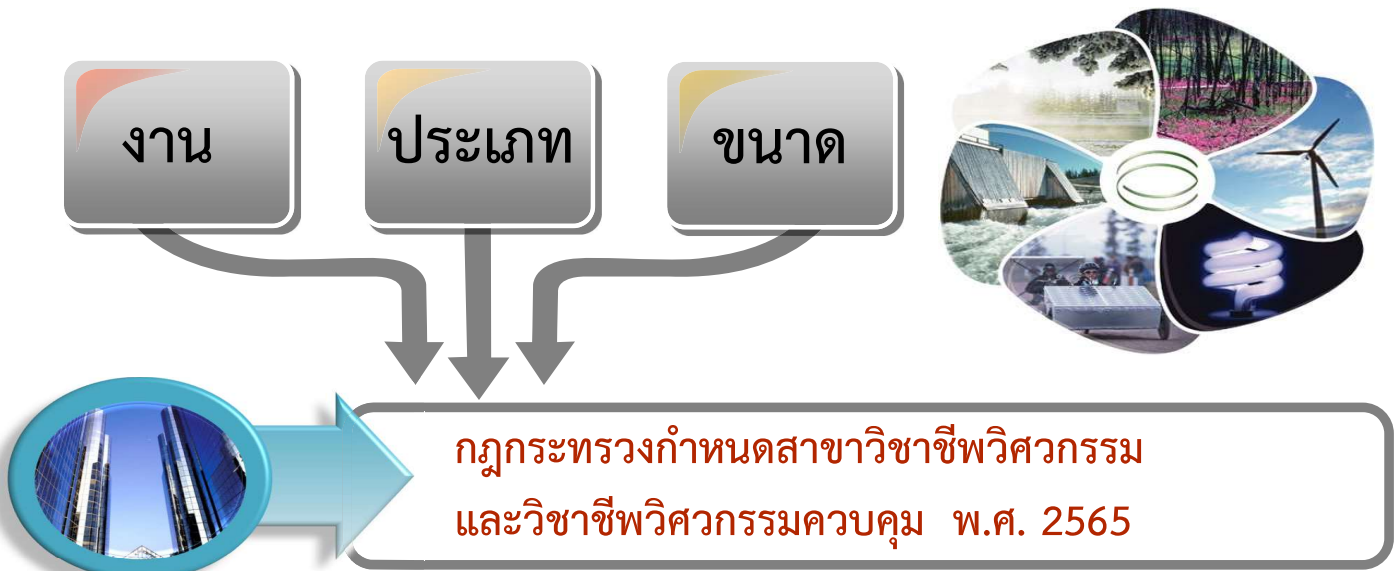 งาน
ประเภท
ขนาด
กฎกระทรวงกำหนดสาขาวิชาชีพวิศวกรรม
และวิชาชีพวิศวกรรมควบคุม พ.ศ. 2565